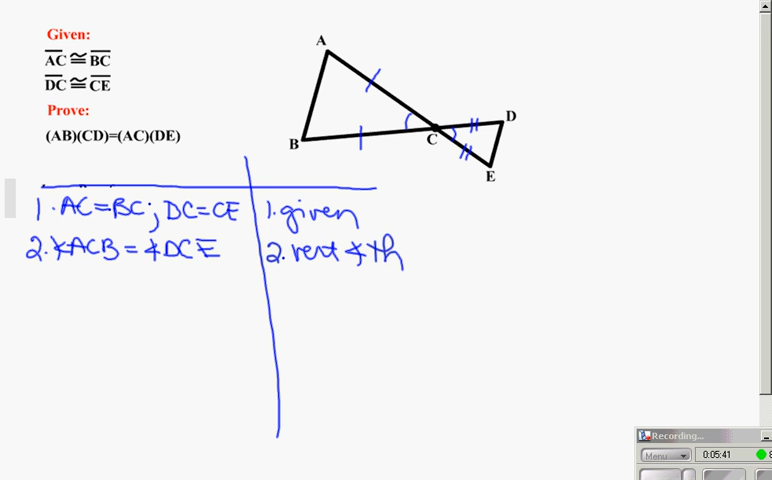 Given:
AC ≅ BC
DC ≅ CE
Prove:
(AB)(CD)=(AC)(DE)
A
B
C
D
E
1. AC=BC; DC=CE 1. given
2. ∡ACB = ∡DCE 2. vert ∡ th
Recording...
Menu
0:05:41